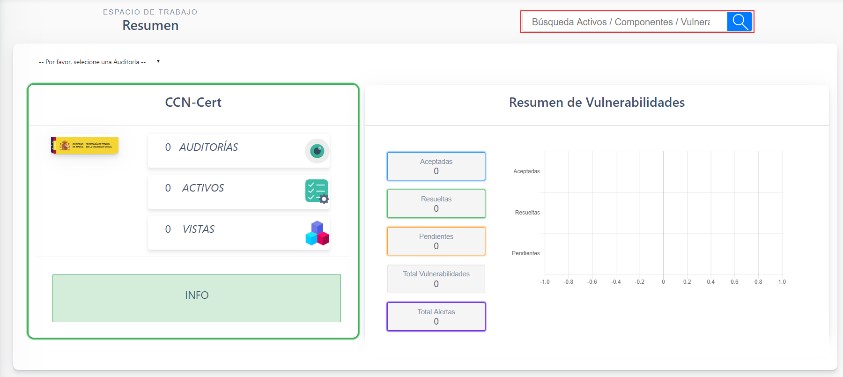 ESPACIO DE TRABAJO
Resumen
Búsqueda Activos / Componentes / Vulnera
-- Por favor, selecione una Auditoria --
CCN-Cert
0 AUDITORÍAS
0 ACTIVOS
0 VISTAS
INFO
Resumen de Vulnerabilidades
Aceptadas
0
Resueltas
0
Pendientes
0
Total Vulnerabilidades
0
Total Alertas
0
Aceptadas
Resueltas
Pendientes
-1.0 -0.8 -0.6 -0.4 -0.2 0 0.2 0.4 0.6 0.8 1.0